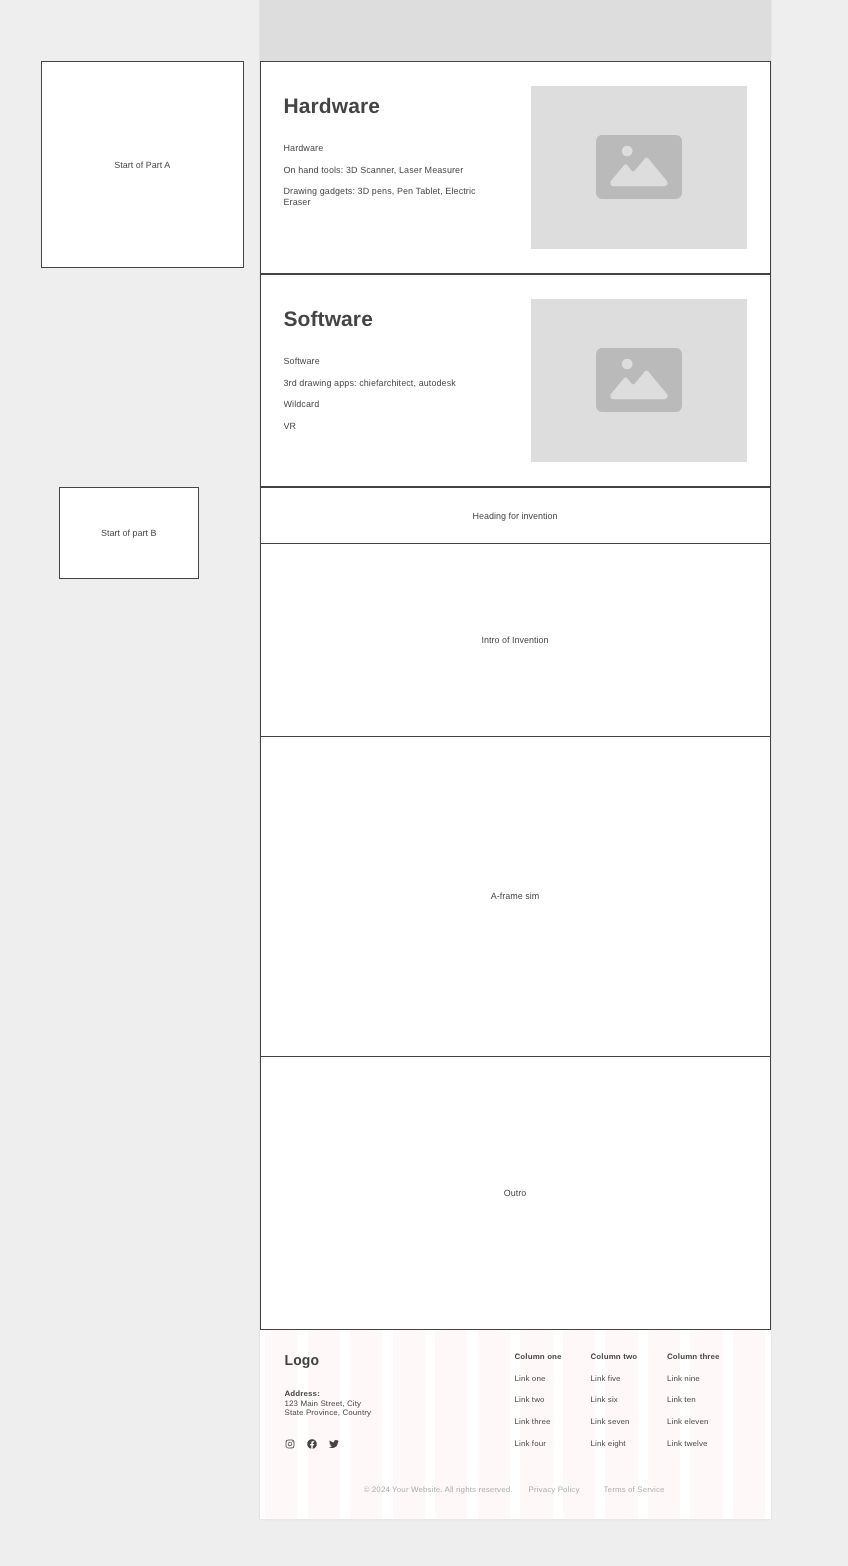 Start of Part A
Hardware
Hardware
On hand tools: 3D Scanner, Laser Measurer
Drawing gadgets: 3D pens, Pen Tablet, Electric
Eraser
Software
Software
3rd drawing apps: chiefarchitect, autodesk
Wildcard
VR
Start of part B
Heading for invention
Intro of Invention
A-frame sim
Outro
Logo
Address:
123 Main Street, City
State Province, Country
Column one
Link one
Link two
Link three
Link four
Column two
Link five
Link six
Link seven
Link eight
Column three
Link nine
Link ten
Link eleven
Link twelve
© 2024 Your Website. All rights reserved. Privacy Policy Terms of Service